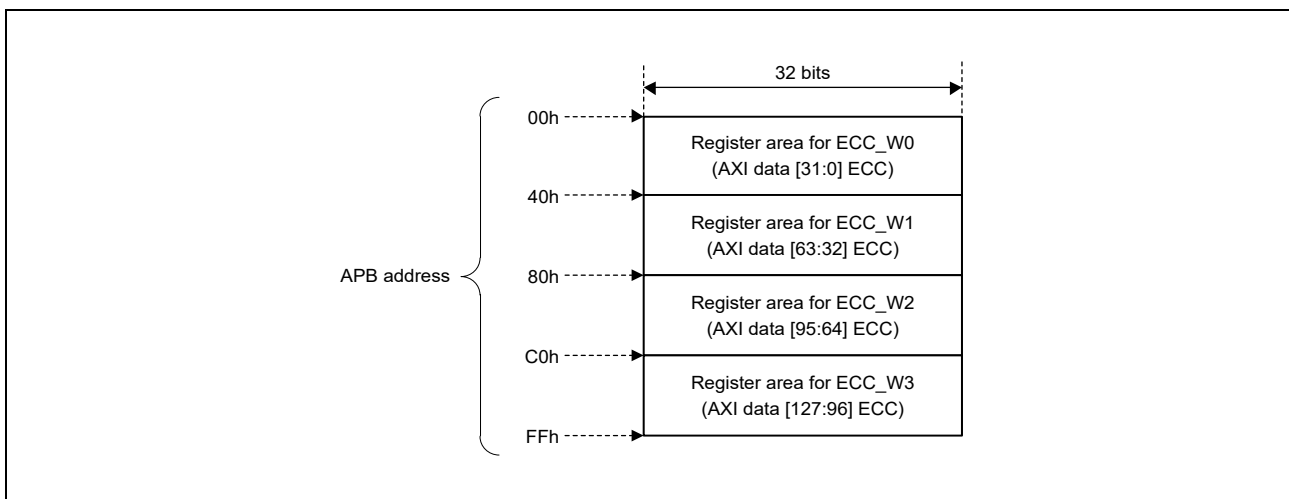 32 bits
00h
Register area for ECC_W0
(AXI data [31:0] ECC)
40h
Register area for ECC_W1
(AXI data [63:32] ECC)
APB address
80h
Register area for ECC_W2
(AXI data [95:64] ECC)
C0h
Register area for ECC_W3
(AXI data [127:96] ECC)
FFh